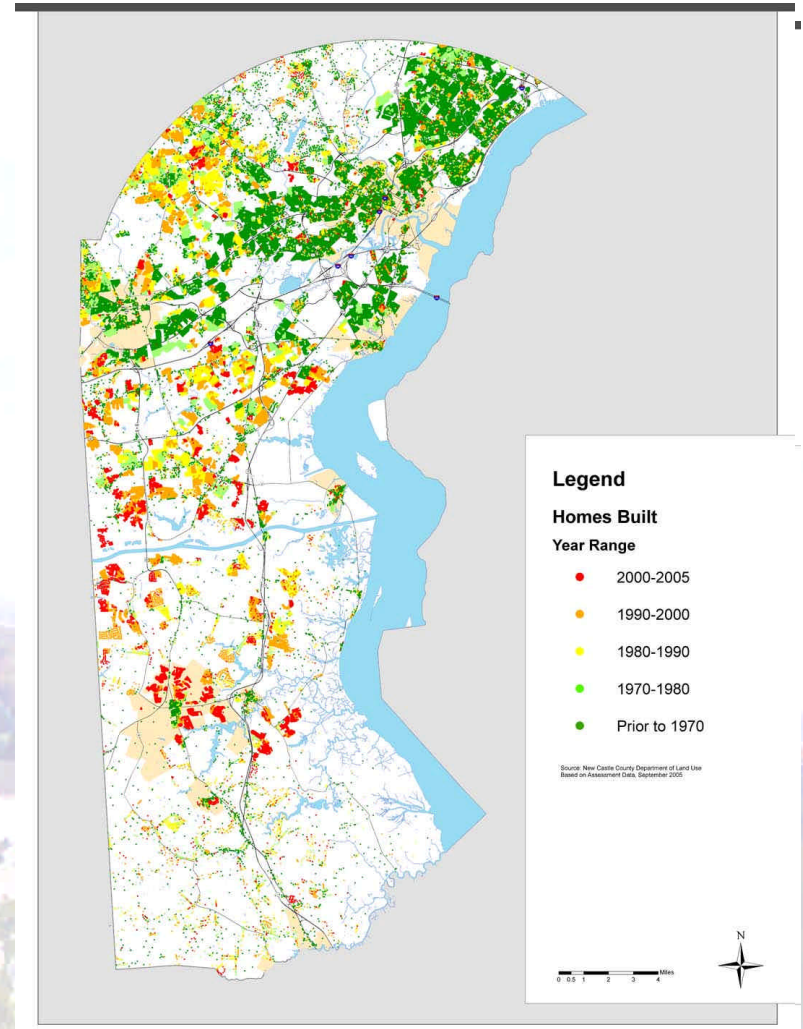 Legend
Homes Built
Year Range
2000-2005
1990-2000
1980-1990
1970-1980
Prior to 1970
Source: New Castle County Department of Land Use
Based on Assessment Data, September 2005
N
Miles
0 0.5 1 2 3 4